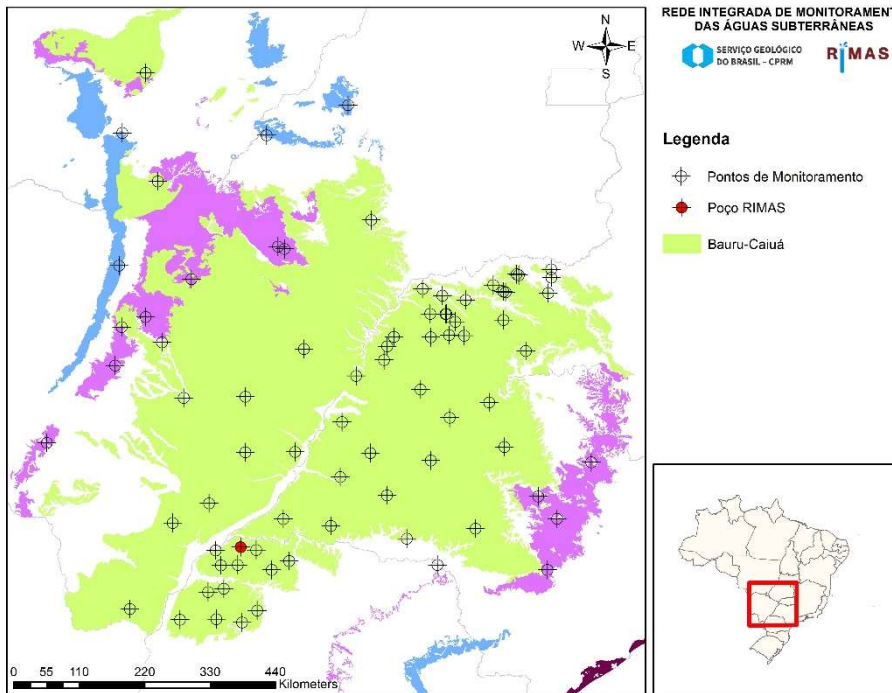 REDE INTEGRADA DE MONITORAMENT
DAS ÁGUAS SUBTERRÂNEAS
SERVIÇO GEOLÓGICO
DO BRASIL - CPRM
RIMAS
N
W E
S
Legenda
Pontos de Monitoramento
Poço RIMAS
Bauru-Caiuá
0 55 110 220 330 440
Kilometers